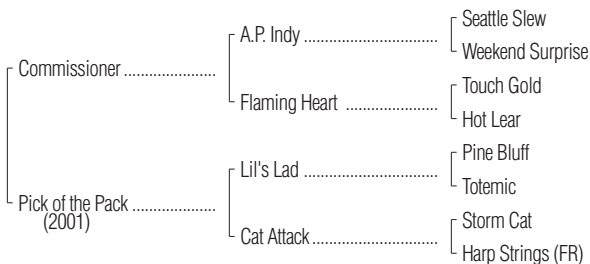 Seattle Slew
A.P. Indy ......................................
Weekend Surprise
Commissioner ..........................
Touch Gold
Flaming Heart ..........................
Hot Lear
Pine Bluff
Lil's Lad ......................................
Totemic
Pick of the Pack ........................
(2001)
Storm Cat
Cat Attack...................................
Harp Strings (FR)